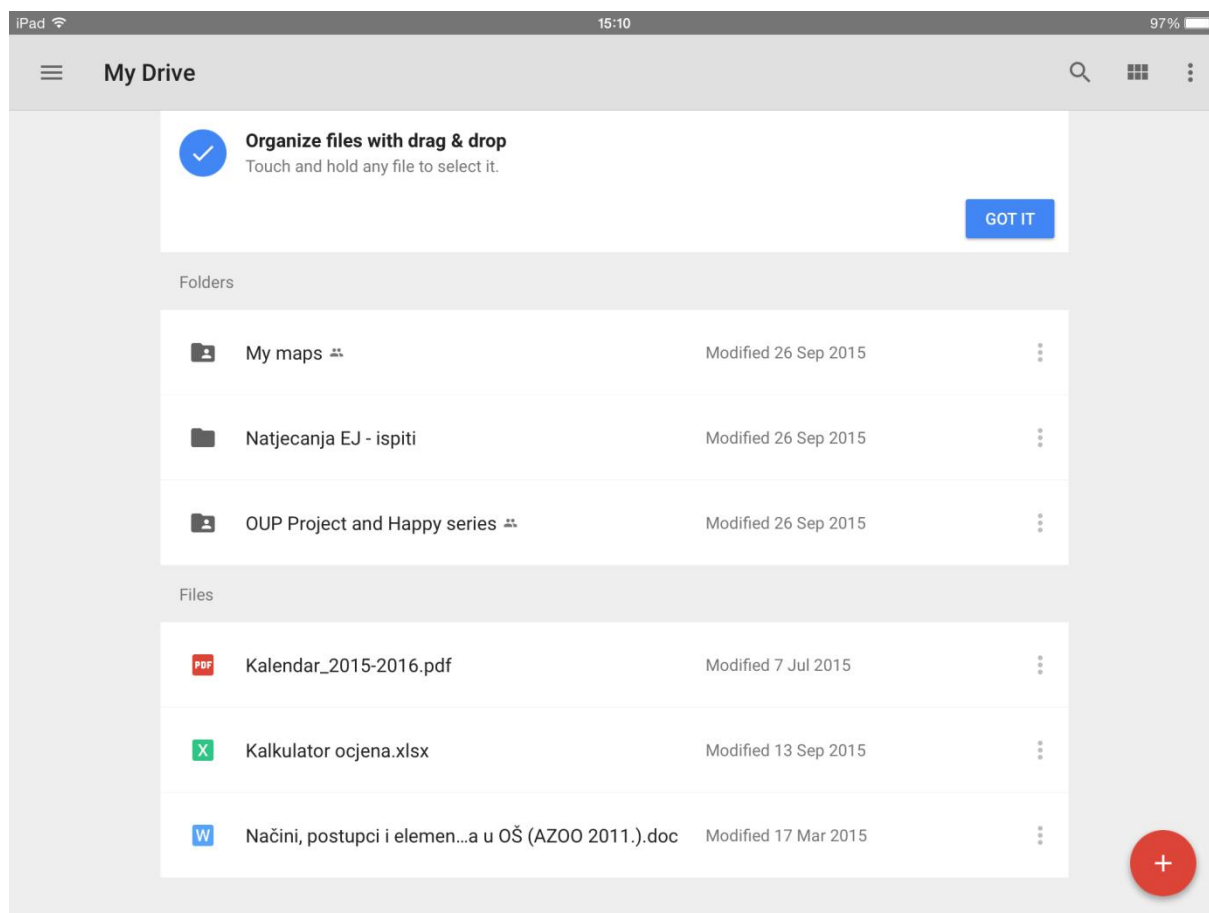 iPad 15:10 97%
My Drive
Organize files with drag & drop
Touch and hold any file to select it.
GOT IT
Folders
My maps Modified 26 Sep 2015
Natjecanja EJ - ispiti Modified 26 Sep 2015
OUP Project and Happy series Modified 26 Sep 2015
Files
PDF Kalendar_2015-2016.pdf Modified 7 Jul 2015
X Kalkulator ocjena.xlsx Modified 13 Sep 2015
W Načini, postupci i elemen...a u OŠ (AZOO 2011.).doc Modified 17 Mar 2015